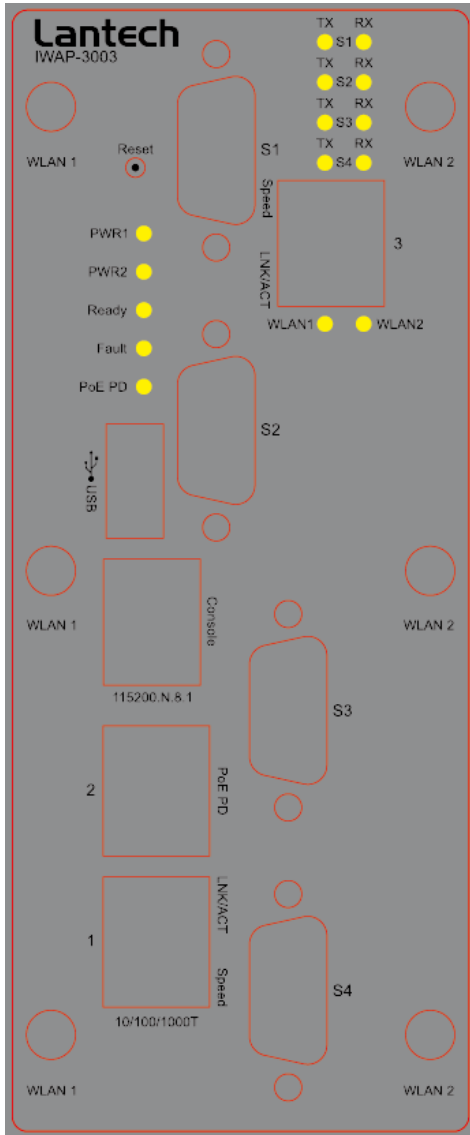 Lantech
IWAP-3003
TX RX
S1
TX RX
S2
TX RX
S3
TX RX
S4
WLAN 1
WLAN 2
Reset
S1
Speed
LNK/ACT
3
PWR1
PWR2
Ready
Fault
PoE PD
WLAN1
WLAN2
S2
USB
WLAN 1
Console
WLAN 2
115200.N.8.1
S3
2
PoE PD
1
LNK/ACT
Speed
10/100/1000T
S4
WLAN 1
WLAN 2